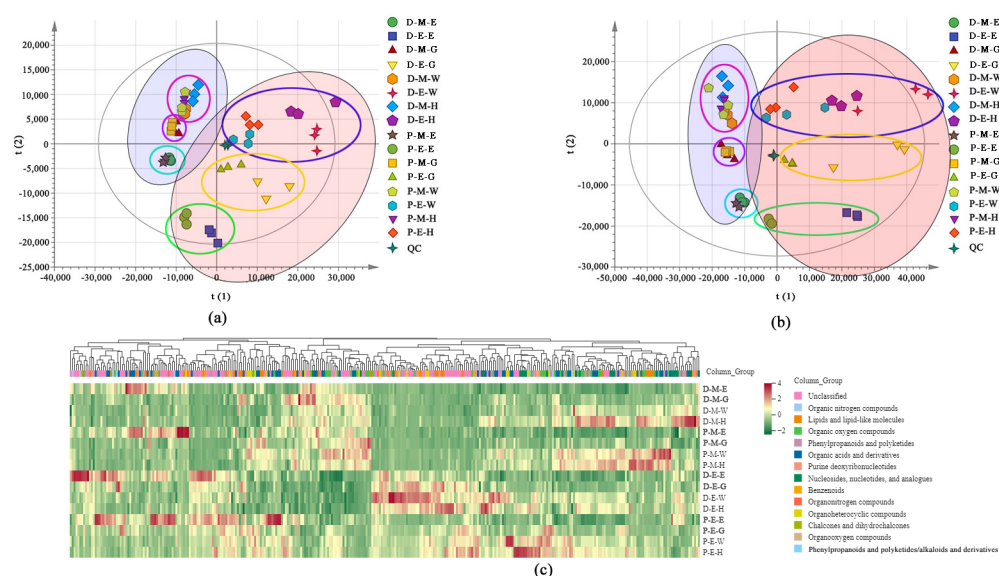 t (2)
20,000
15,000
10,000
5,000
0
-5,000
-10,000
-15,000
-20,000
-25,000
-40,000 -30,000 -20,000 -10,000 0 10,000 20,000 30,000
t (1)
(a)
D-M-E
D-E-E
D-M-G
D-E-G
D-M-W
D-E-W
D-M-H
D-E-H
P-M-E
P-E-E
P-M-G
P-E-G
P-M-W
P-E-W
P-M-H
P-E-H
QC
t (2)
30,000
20,000
10,000
0
-10,000
-20,000
-30,000
-40,000 -30,000 -20,000 -10,000 0 10,000 20,000 30,000 40,000
t (1)
(b)
D-M-E
D-E-E
D-M-G
D-E-G
D-M-W
D-E-W
D-M-H
D-E-H
P-M-E
P-E-E
P-M-G
P-E-G
P-M-W
P-E-W
P-M-H
P-E-H
QC
Column_Group
D-M-E
D-M-G
D-M-W
D-M-H
P-M-E
P-M-G
P-M-W
P-M-H
D-E-E
D-E-G
D-E-W
D-E-H
P-E-E
P-E-G
P-E-W
P-E-H
4
2
0
−2
Column_Group
Unclassified
Organic nitrogen compounds
Lipids and lipid-like molecules
Organic oxygen compounds
Phenylpropanoids and polyketides
Organic acids and derivatives
Purine deoxyribonucleotides
Nucleosides, nucleotides, and analogues
Benzenoids
Organonitrogen compounds
Organoheterocyclic compounds
Chalcones and dihydrochalcones
Organooxygen compounds
Phenylpropanoids and polyketides/alkaloids and derivatives
(c)